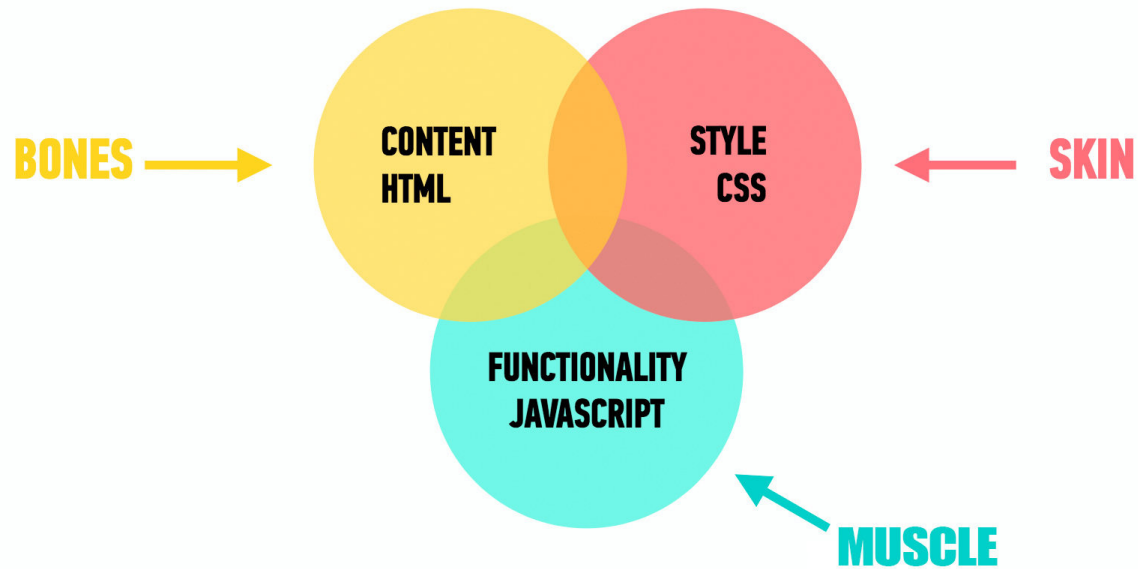 CONTENT
HTML
STYLE
CSS
BONES
SKIN
FUNCTIONALITY
JAVASCRIPT
MUSCLE